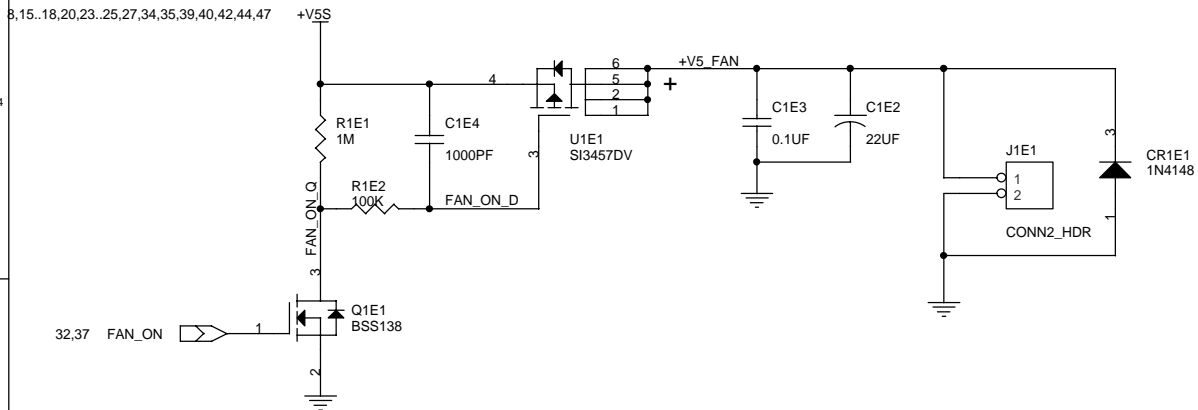 8,15..18,20,23..25,27,34,35,39,40,42,44,47
+V5S
4
6
+V5_FAN
5
2
1
+
4
R1E1
1M
C1E4
1000PF
U1E1
SI3457DV
3
C1E3
0.1UF
C1E2
22UF
J1E1
1
2
CONN2_HDR
3
CR1E1
1N4148
1
R1E2
100K
FAN_ON_D
FAN_ON_Q
3
Q1E1
BSS138
32,37 FAN_ON
1
2